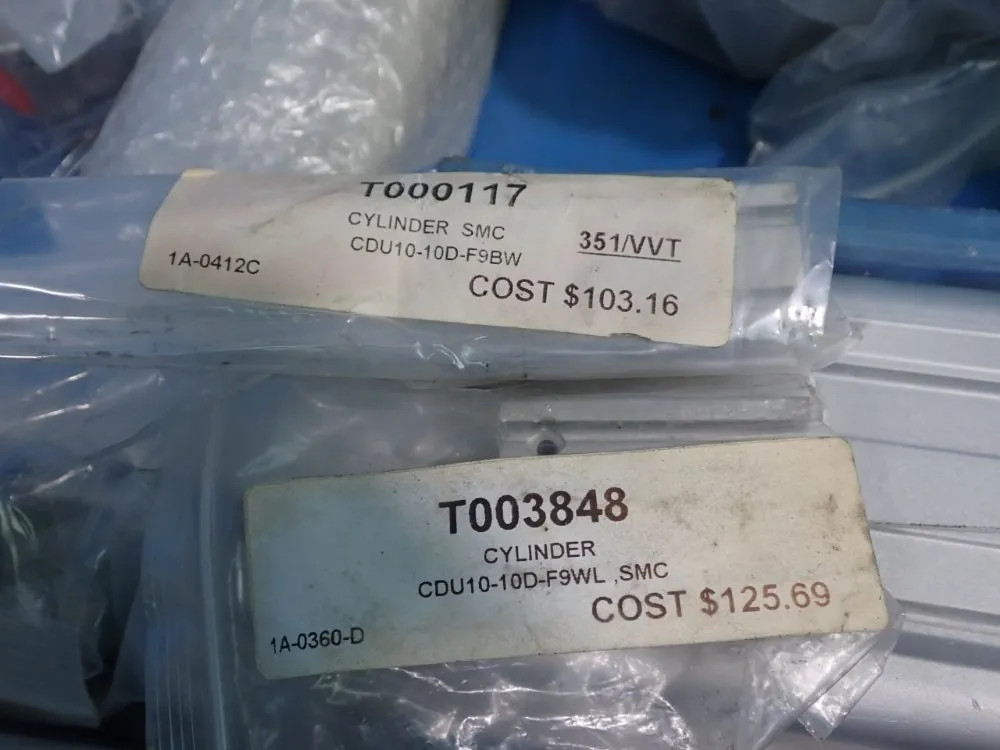 T000117
CYLINDER SMC
CDU10-10D-F9BW
351/VVT
1A-0412C
COST $103.16
T003848
CYLINDER
CDU10-10D-F9WL ,SMC
COST $125.69
1A-0360-D